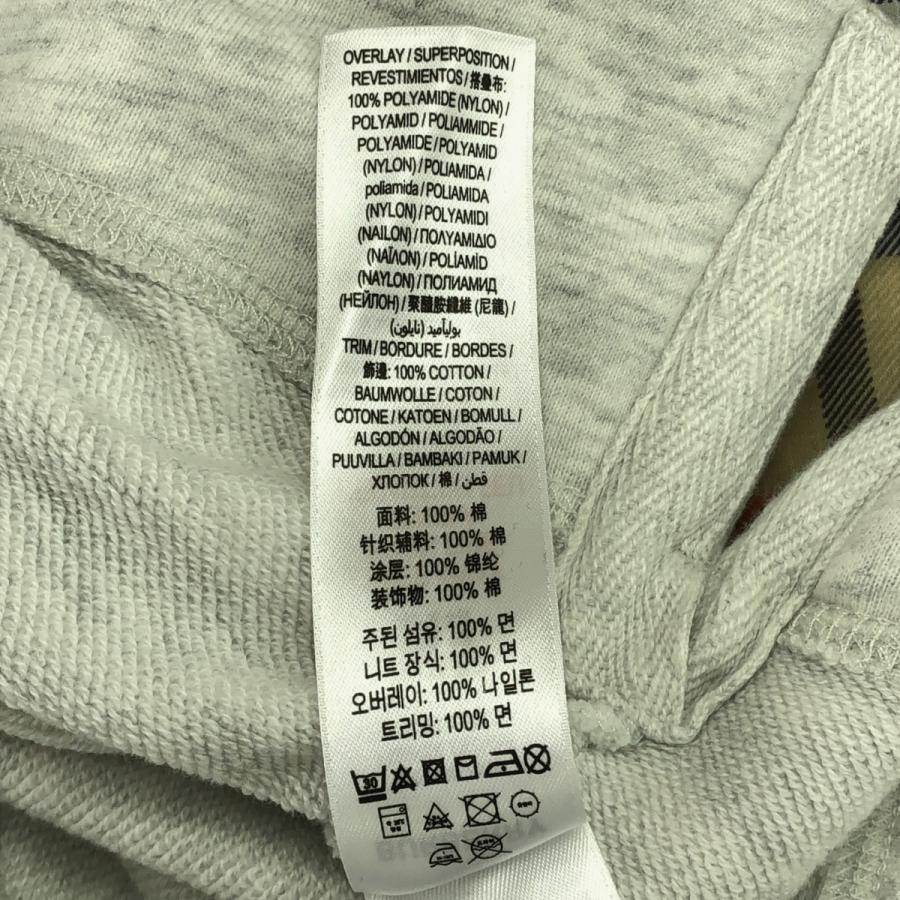 OVERLAY / SUPERPOSITION /
REVESTIMIENTOS / 搭疊布:
100% POLYAMIDE (NYLON) /
POLYAMID / POLIAMMIDE /
POLYAMIDE / POLYAMID
(NYLON) / POLIAMIDA /
poliamida / POLIAMIDA
(NYLON) / POLYAMIDI
(NAILON) / ΠΟΛΥΑΜΙΔΙΟ
(ΝΑΪΛΟΝ) / POLİAMİD
(NAYLON) / ПОЛИАМИД
(НЕЙЛОН) / 聚醯胺纖維 (尼龍) /
بوليآميد (نايلون)
TRIM / BORDURE / BORDES /
飾邊: 100% COTTON /
BAUMWOLLE / COTON /
COTONE / KATOEN / BOMULL /
ALGODÓN / ALGODÃO /
PUUVILLA / BAMBAKI / PAMUK /
ХЛОПОК / 棉 / قطن
面料: 100% 棉
针织辅料: 100% 棉
涂层: 100% 锦纶
装饰物: 100% 棉
주된 섬유: 100% 면
니트 장식: 100% 면
오버레이: 100% 나일론
트리밍: 100% 면
30